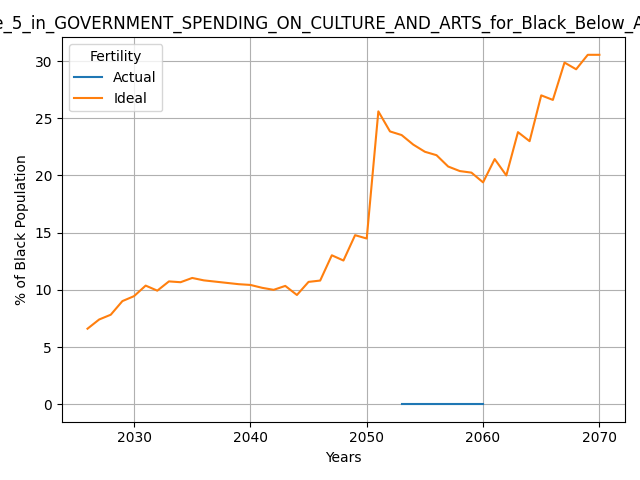 e_5_in_GOVERNMENT_SPENDING_ON_CULTURE_AND_ARTS_for_Black_Below_A
Fertility
Actual
Ideal
30
25
20
15
10
5
0
% of Black Population
2030 2040 2050 2060 2070
Years